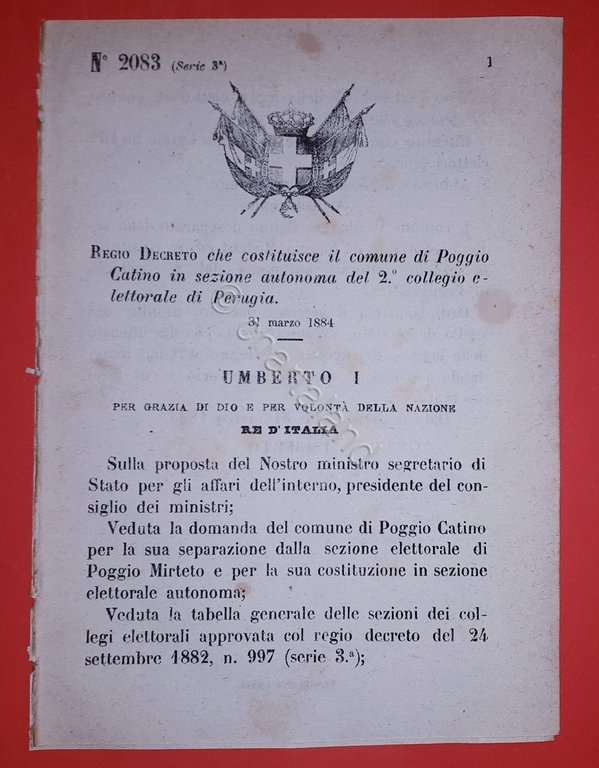 N° 2083 (Serie 3ª) 1
REGIO DECRETO che costituisce il comune di Poggio
Catino in sezione autonoma del 2.° collegio e-
lettorale di Perugia.
31 marzo 1884
UMBERTO I
PER GRAZIA DI DIO E PER VOLONTÀ DELLA NAZIONE
RE D'ITALIA
Sulla proposta del Nostro ministro segretario di
Stato per gli affari dell'interno, presidente del con-
siglio dei ministri;
Veduta la domanda del comune di Poggio Catino
per la sua separazione dalla sezione elettorale di
Poggio Mirteto e per la sua costituzione in sezione
elettorale autonoma;
Veduta la tabella generale delle sezioni dei col-
legi elettorali approvata col regio decreto del 24
settembre 1882, n. 997 (serie 3.ª);